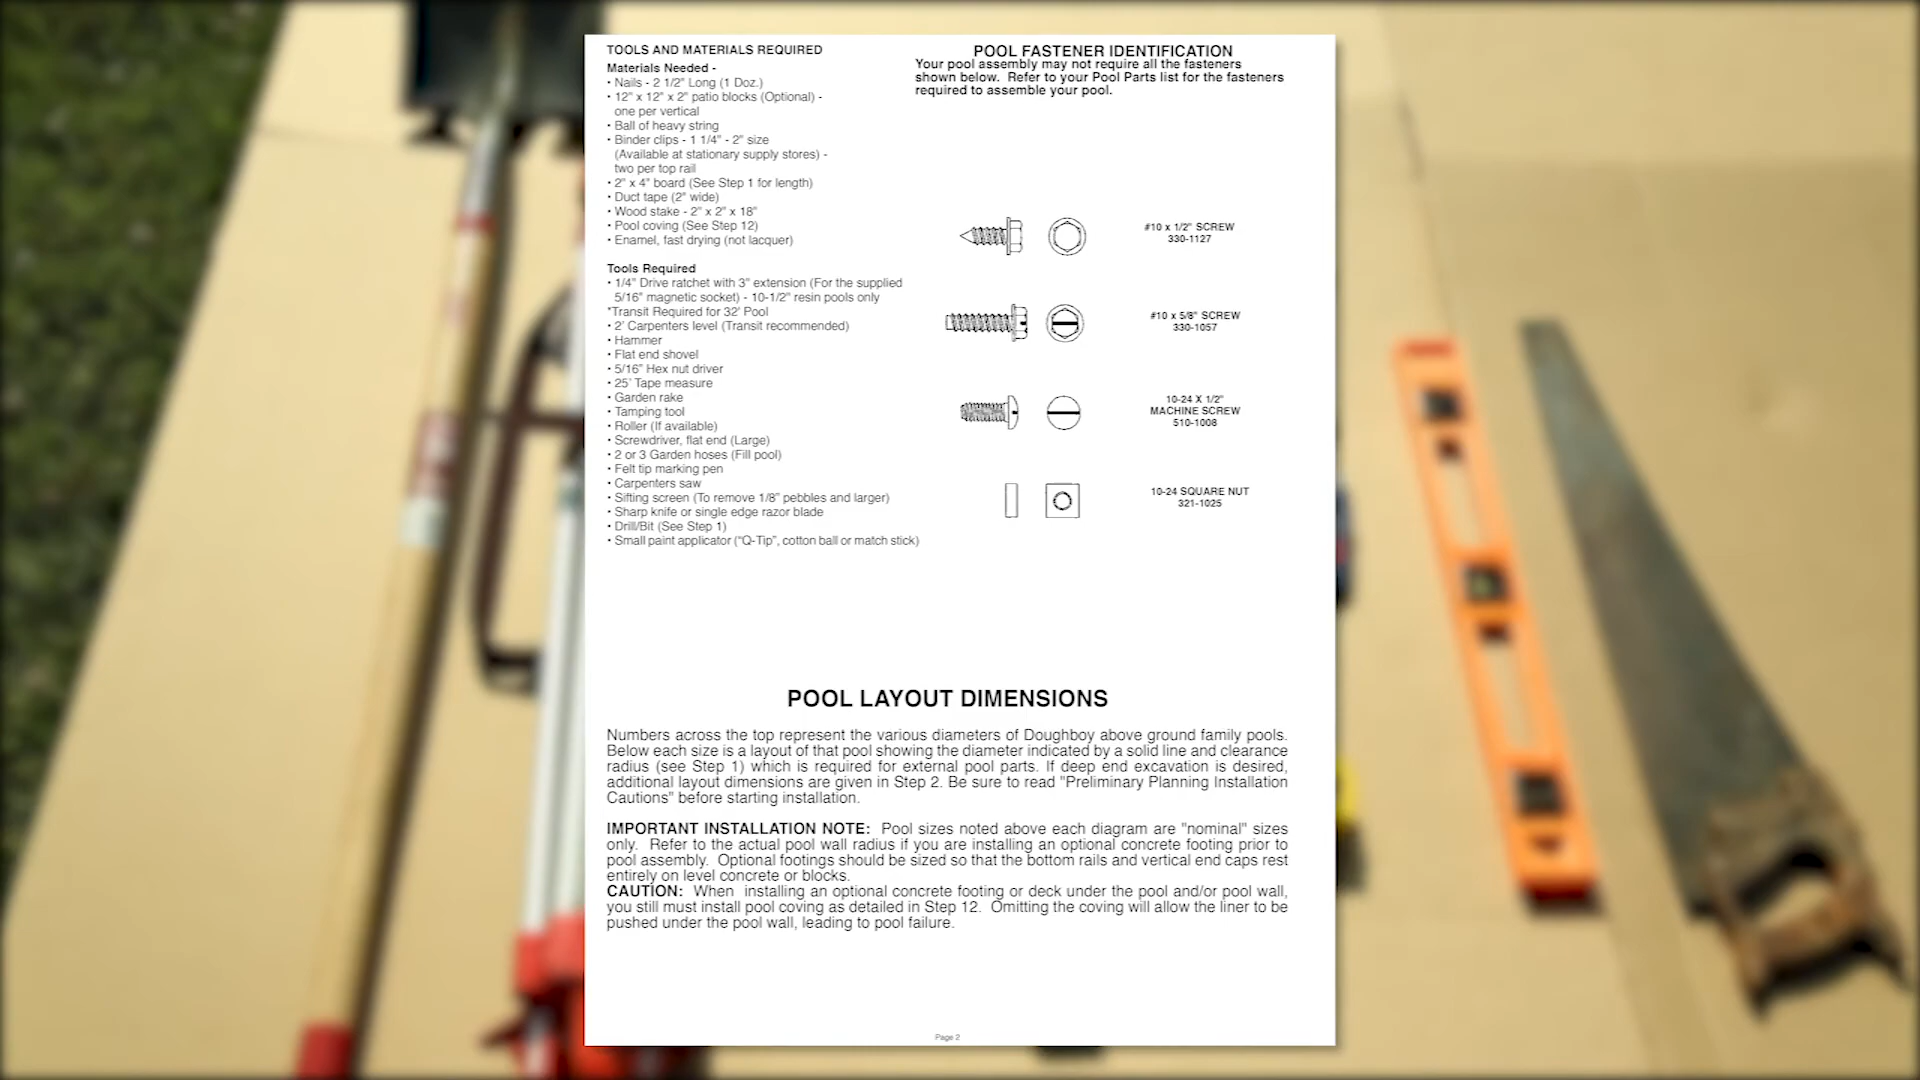 TOOLS AND MATERIALS REQUIRED
Materials Needed -
• Nails - 2 1/2" Long (1 Doz.)
• 12" x 12" x 2" patio blocks (Optional) -
one per vertical
• Ball of heavy string
• Binder clips - 1 1/4" - 2" size
(Available at stationary supply stores) -
two per top rail
• 2" x 4" board (See Step 1 for length)
• Duct tape (2" wide)
• Wood stake - 2" x 2" x 18"
• Pool coving (See Step 12)
• Enamel, fast drying (not lacquer)
Tools Required
• 1/4" Drive ratchet with 3" extension (For the supplied
5/16" magnetic socket) - 10-1/2" resin pools only
*Transit Required for 32' Pool
• 2' Carpenters level (Transit recommended)
• Hammer
• Flat end shovel
• 5/16" Hex nut driver
• 25' Tape measure
• Garden rake
• Tamping tool
• Roller (If available)
• Screwdriver, flat end (Large)
• 2 or 3 Garden hoses (Fill pool)
• Felt tip marking pen
• Carpenters saw
• Sifting screen (To remove 1/8" pebbles and larger)
• Sharp knife or single edge razor blade
• Drill/Bit (See Step 1)
• Small paint applicator ("Q-Tip", cotton ball or match stick)
POOL FASTENER IDENTIFICATION
Your pool assembly may not require all the fasteners
shown below. Refer to your Pool Parts list for the fasteners
required to assemble your pool.
#10 x 1/2" SCREW
330-1127
#10 x 5/8" SCREW
330-1057
10-24 X 1/2"
MACHINE SCREW
510-1008
10-24 SQUARE NUT
321-1025
POOL LAYOUT DIMENSIONS
Numbers across the top represent the various diameters of Doughboy above ground family pools.
Below each size is a layout of that pool showing the diameter indicated by a solid line and clearance
radius (see Step 1) which is required for external pool parts. If deep end excavation is desired,
additional layout dimensions are given in Step 2. Be sure to read "Preliminary Planning Installation
Cautions" before starting installation.
IMPORTANT INSTALLATION NOTE: Pool sizes noted above each diagram are "nominal" sizes
only. Refer to the actual pool wall radius if you are installing an optional concrete footing prior to
pool assembly. Optional footings should be sized so that the bottom rails and vertical end caps rest
entirely on level concrete or blocks.
CAUTION: When installing an optional concrete footing or deck under the pool and/or pool wall,
you still must install pool coving as detailed in Step 12. Omitting the coving will allow the liner to be
pushed under the pool wall, leading to pool failure.
Page 2